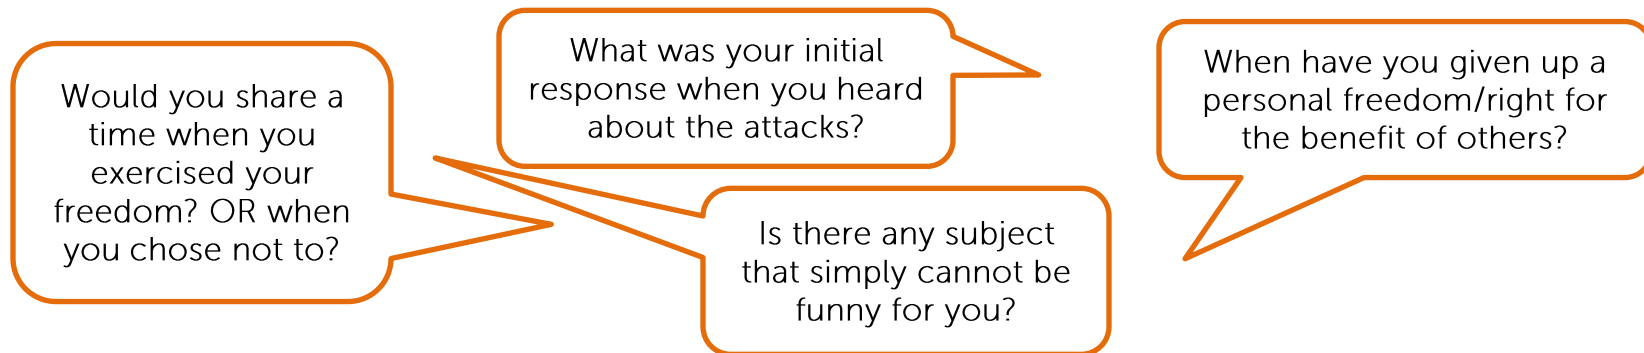 Would you share a
time when you
exercised your
freedom? OR when
you chose not to?
What was your initial
response when you heard
about the attacks?
Is there any subject
that simply cannot be
funny for you?
When have you given up a
personal freedom/right for
the benefit of others?